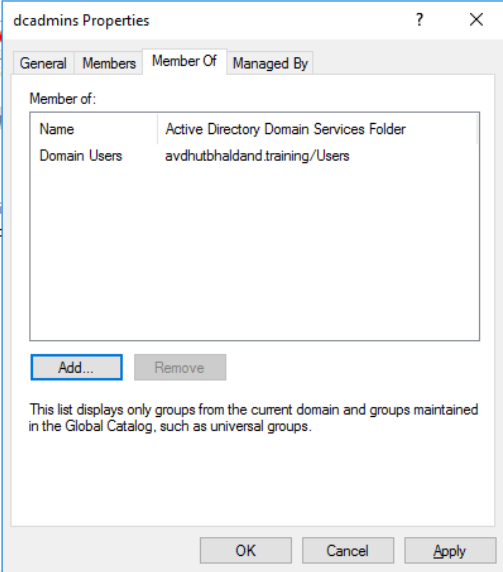 dcadmins Properties ? ×
General Members Member Of Managed By
Member of:
Name Active Directory Domain Services Folder
Domain Users avdhutbhaldand.training/Users
Add... Remove
This list displays only groups from the current domain and groups maintained
in the Global Catalog, such as universal groups.
OK Cancel Apply